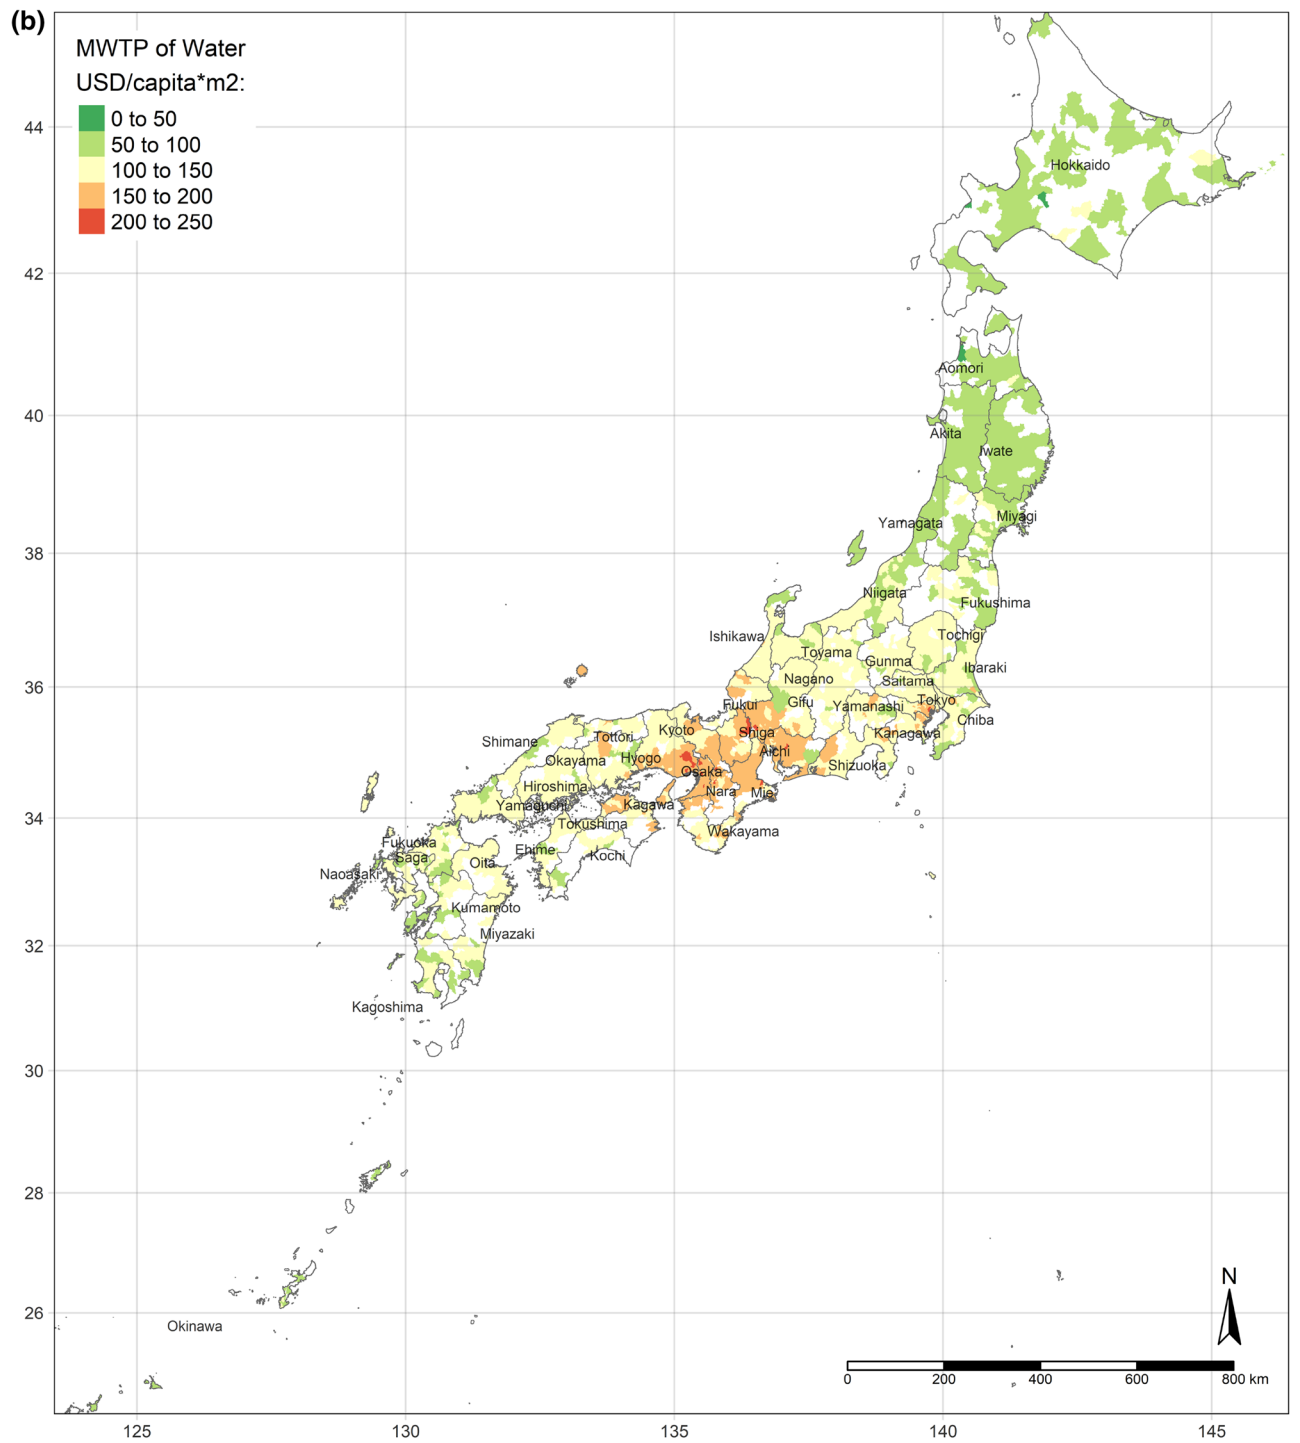 (b)
MWTP of Water
USD/capita*m2:
0 to 50
50 to 100
100 to 150
150 to 200
200 to 250
44
Hokkaido
42
Aomori
40
Akita
Iwate
Yamagata
Miyagi
38
Niigata
Fukushima
Ishikawa
Tochigi
Toyama
Gunma
Ibaraki
Nagano
Saitama
36
Fukui
Gifu
Yamanashi
Tokyo
Chiba
Kyoto
Shiga
Kanagawa
Shimane
Tottori
Aichi
Okayama
Hyogo
Osaka
Shizuoka
Hiroshima
Nara
Mie
Yamaguchi
Kagawa
34
Tokushima
Wakayama
Fukuoka
Saga
Oita
Ehime
Kochi
Naoasaki
Kumamoto
Miyazaki
32
Kagoshima
30
28
26
Okinawa
N
0
200
400
600
800 km
125
130
135
140
145